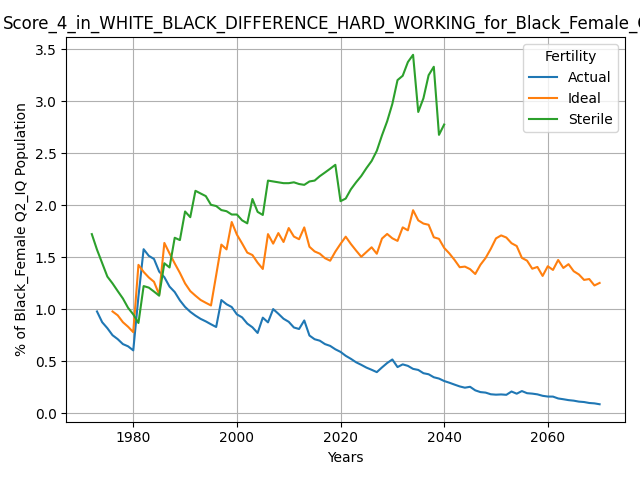 Score_4_in_WHITE_BLACK_DIFFERENCE_HARD_WORKING_for_Black_Female_
Fertility
Actual
Ideal
Sterile
% of Black_Female Q2_IQ Population
3.5
3.0
2.5
2.0
1.5
1.0
0.5
0.0
1980 2000 2020 2040 2060
Years